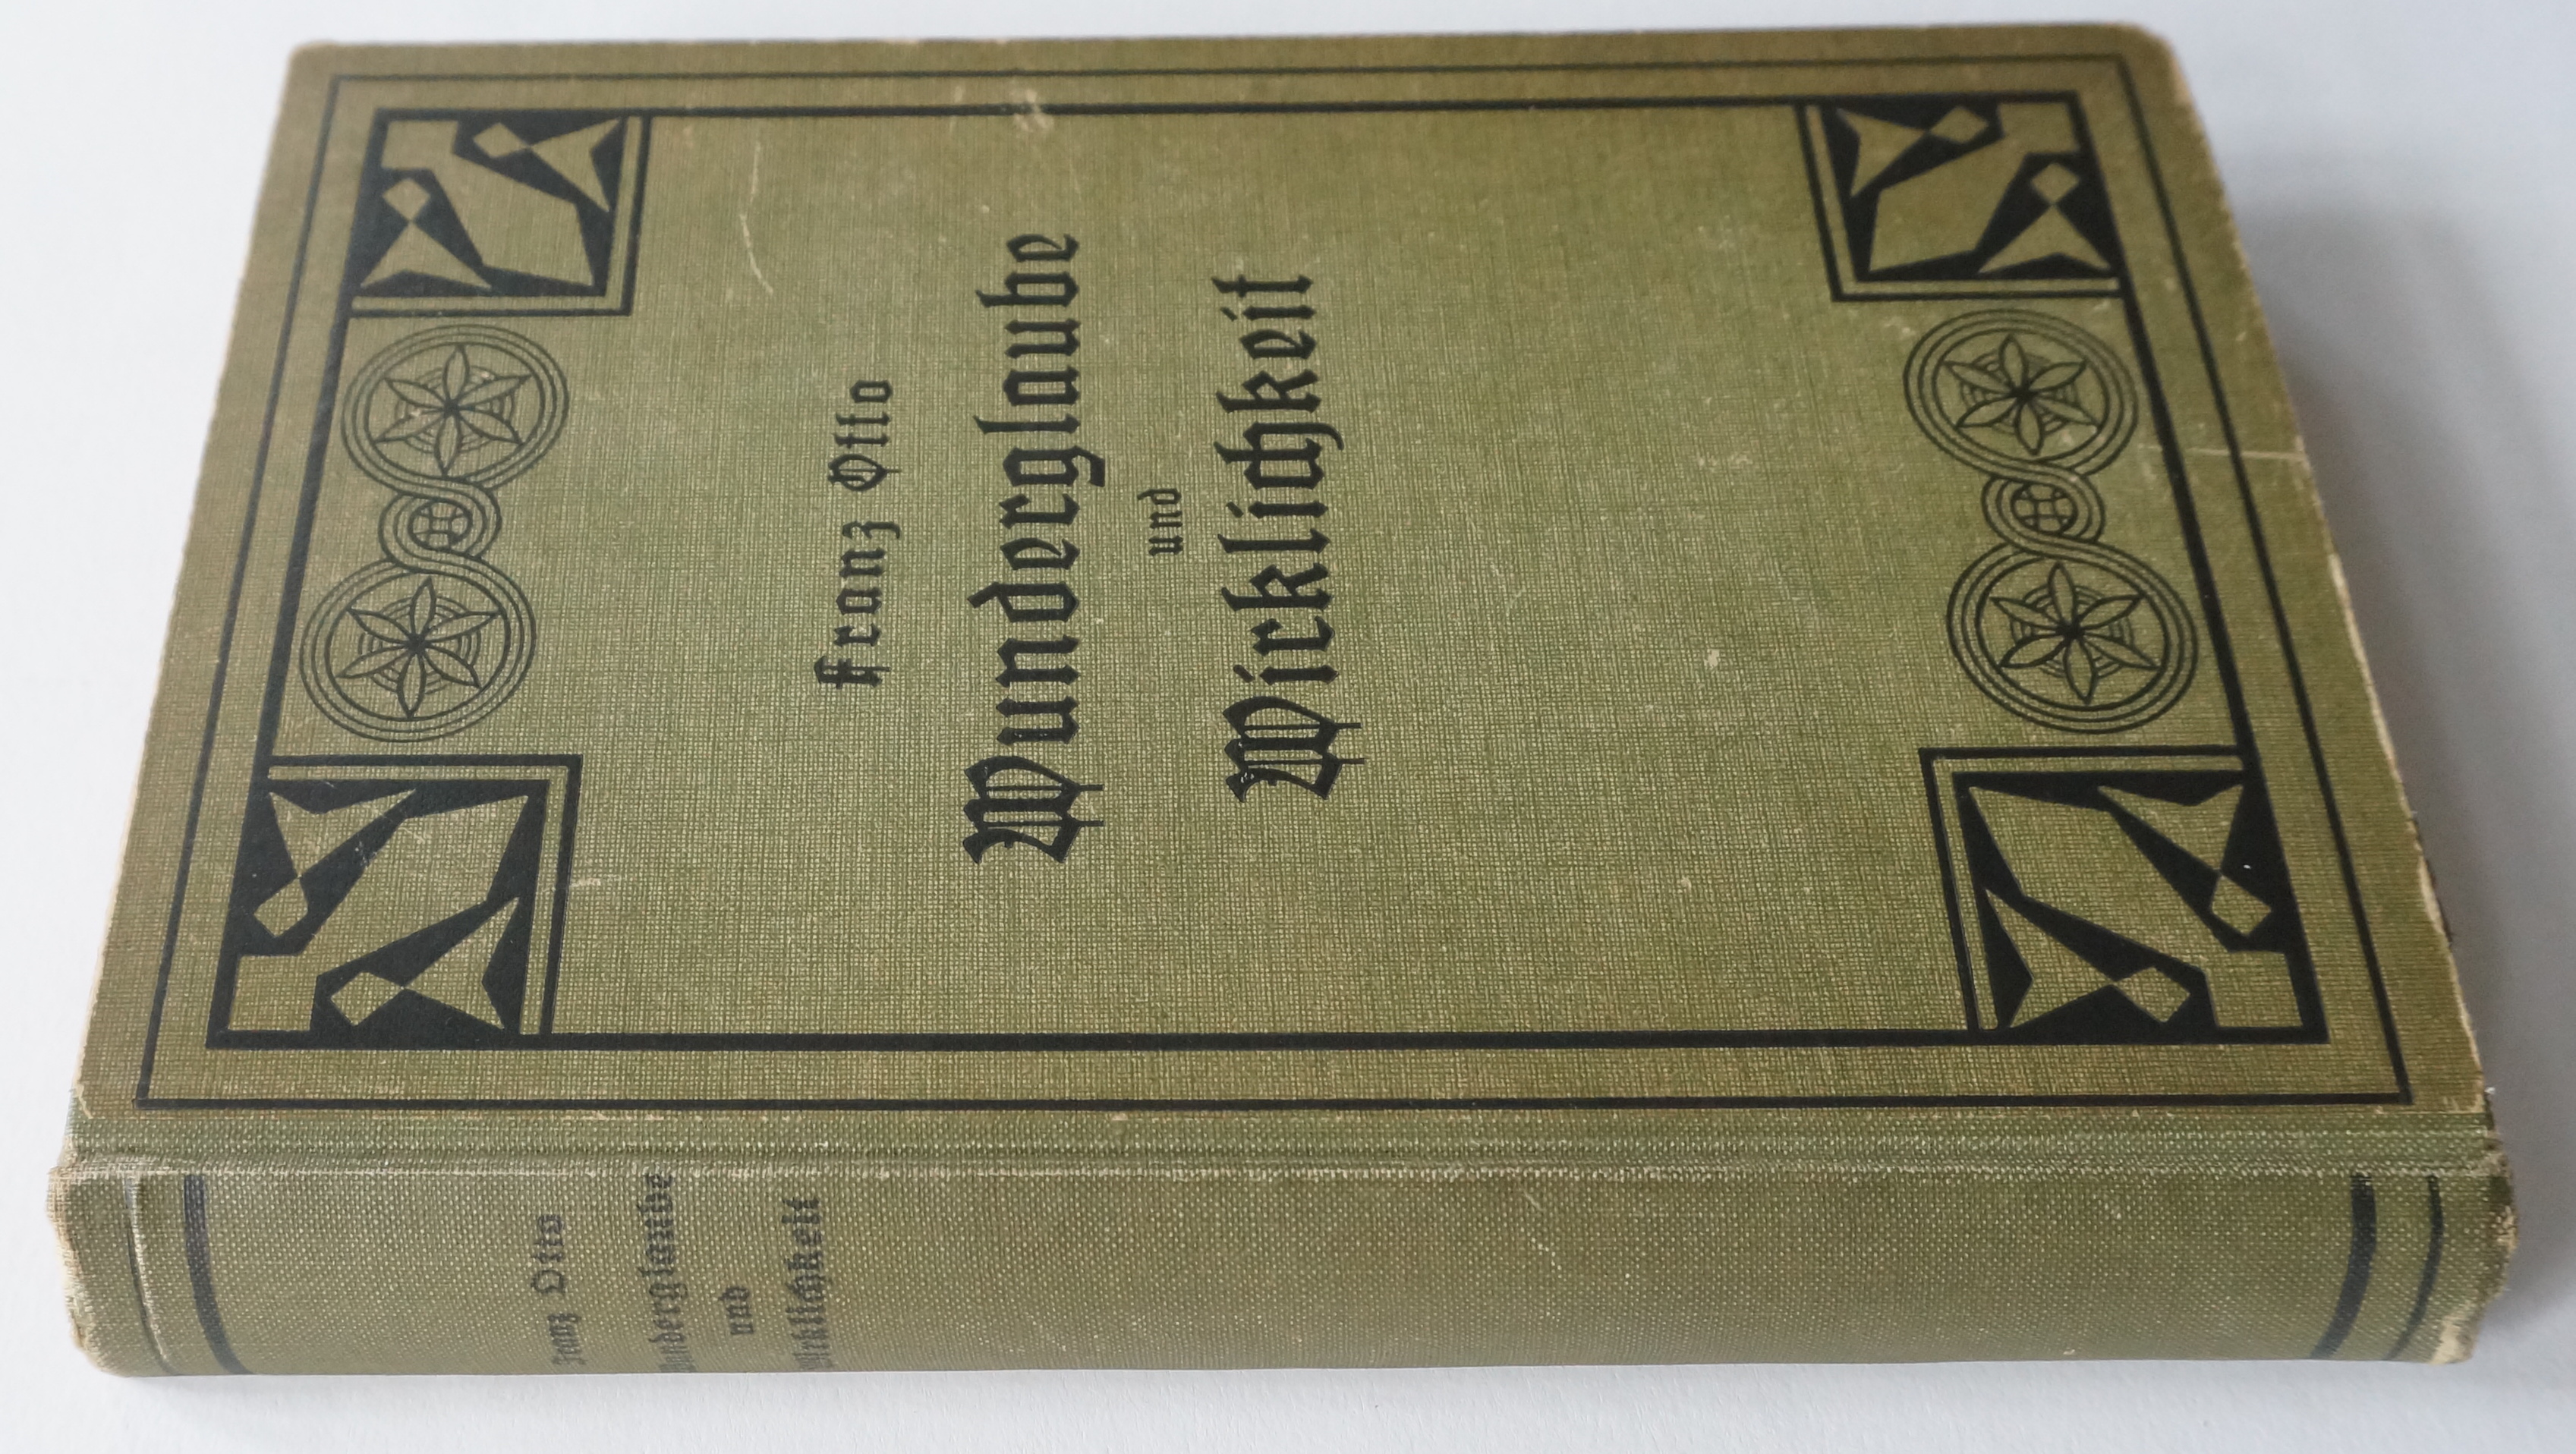 Franz Otto
Wunderglaube
und
Wirklichkeit
Franz Otto
Wunderglaube
und
Wirklichkeit